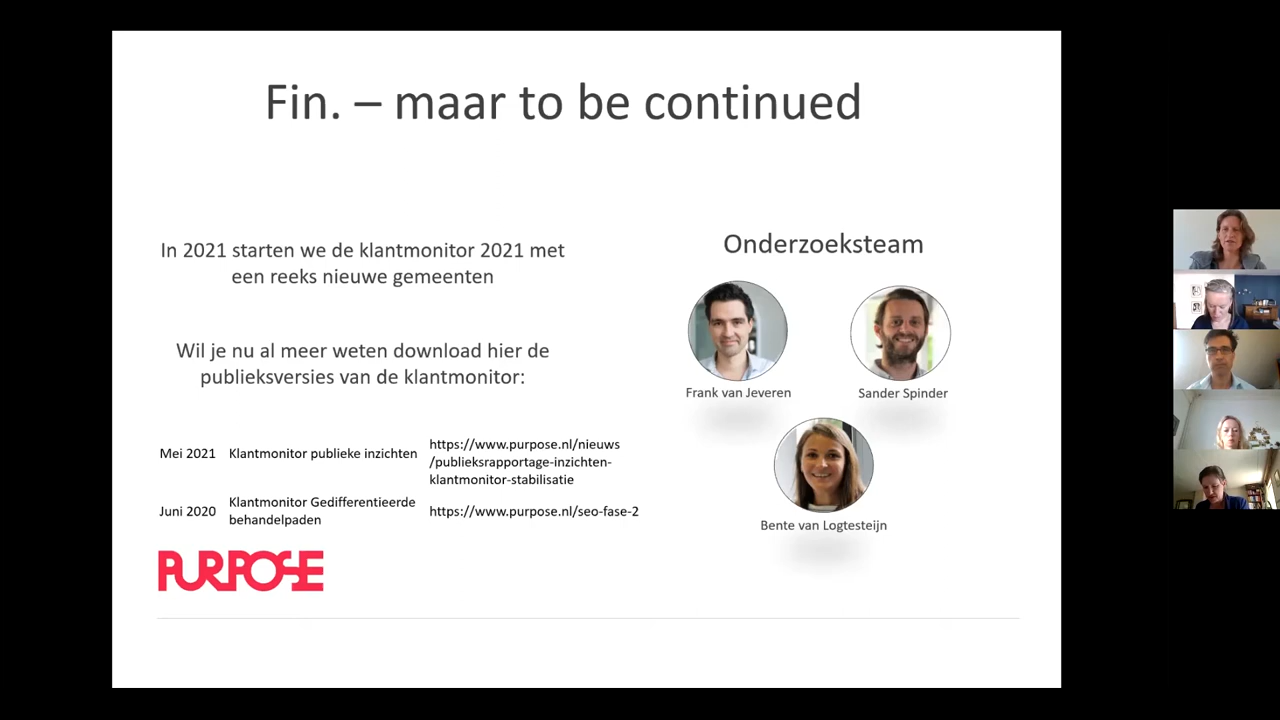 Fin. – maar to be continued
In 2021 starten we de klantmonitor 2021 met
een reeks nieuwe gemeenten
Wil je nu al meer weten download hier de
publieksversies van de klantmonitor:
Mei 2021 Klantmonitor publieke inzichten https://www.purpose.nl/nieuws
/publieksrapportage-inzichten-
klantmonitor-stabilisatie
Juni 2020 Klantmonitor Gedifferentieerde
behandelpaden https://www.purpose.nl/seo-fase-2
PURPOSE
Onderzoeksteam
Frank van Jeveren Sander Spinder
Bente van Logtesteijn